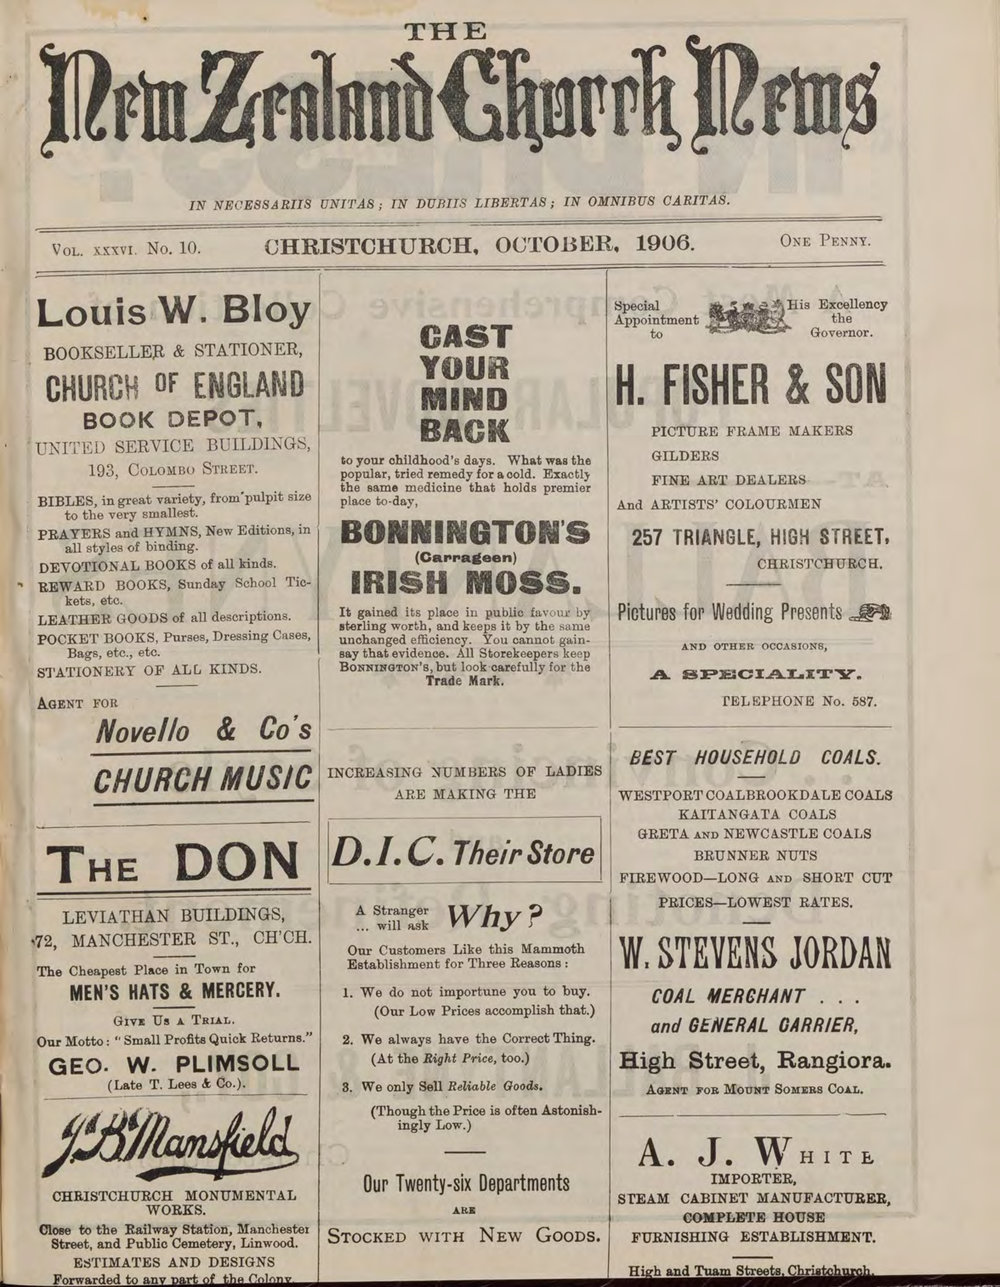 THE
New Zealand Church News
IN NECESSARIIS UNITAS; IN DUBIIS LIBERTAS; IN OMNIBUS CARITAS.
VOL. XXXVI. No. 10.
CHRISTCHURCH, OCTOBER, 1906.
ONE PENNY.
Louis W. Bloy
BOOKSELLER & STATIONER,
CHURCH OF ENGLAND
BOOK DEPOT,
UNITED SERVICE BUILDINGS,
193, COLOMBO STREET.
BIBLES, in great variety, from pulpit size
to the very smallest.
PRAYERS and HYMNS, New Editions, in
all styles of binding.
DEVOTIONAL BOOKS of all kinds.
REWARD BOOKS, Sunday School Tic-
kets, etc.
LEATHER GOODS of all descriptions.
POCKET BOOKS, Purses, Dressing Cases,
Bags, etc., etc.
STATIONERY OF ALL KINDS.
AGENT FOR
Novello & Co's
CHURCH MUSIC
THE DON
LEVIATHAN BUILDINGS,
72, MANCHESTER ST., CH'CH.
The Cheapest Place in Town for
MEN'S HATS & MERCERY.
GIVE US A TRIAL.
Our Motto: "Small Profits Quick Returns."
GEO. W. PLIMSOLL
(Late T. Lees & Co.).
J. B. Mansfield
CHRISTCHURCH MONUMENTAL
WORKS.
Close to the Railway Station, Manchester
Street, and Public Cemetery, Linwood.
ESTIMATES AND DESIGNS
Forwarded to any part of the Colony.
CAST
YOUR
MIND
BACK
to your childhood's days. What was the
popular, tried remedy for a cold. Exactly
the same medicine that holds premier
place to-day,
BONNINGTON'S
(Carrageen)
IRISH MOSS.
It gained its place in public favour by
sterling worth, and keeps it by the same
unchanged efficiency. You cannot gain-
say that evidence. All Storekeepers keep
BONNINGTON'S, but look carefully for the
Trade Mark.
INCREASING NUMBERS OF LADIES
ARE MAKING THE
D.I.C. Their Store
A Stranger
... will ask Why?
Our Customers Like this Mammoth
Establishment for Three Reasons:
1. We do not importune you to buy.
(Our Low Prices accomplish that.)
2. We always have the Correct Thing.
(At the Right Price, too.)
3. We only Sell Reliable Goods.
(Though the Price is often Astonish-
ingly Low.)
Our Twenty-six Departments
ARE
STOCKED WITH NEW GOODS.
Special Appointment to
His Excellency the Governor.
H. FISHER & SON
PICTURE FRAME MAKERS
GILDERS
FINE ART DEALERS
And ARTISTS' COLOURMEN
257 TRIANGLE, HIGH STREET,
CHRISTCHURCH.
Pictures for Wedding Presents
AND OTHER OCCASIONS,
A SPECIALITY.
TELEPHONE No. 587.
BEST HOUSEHOLD COALS.
WESTPORT COALBROOKDALE COALS
KAITANGATA COALS
GRETA AND NEWCASTLE COALS
BRUNNER NUTS
FIREWOOD—LONG AND SHORT CUT
PRICES—LOWEST RATES.
W. STEVENS JORDAN
COAL MERCHANT . . .
and GENERAL CARRIER,
High Street, Rangiora.
AGENT FOR MOUNT SOMERS COAL.
A. J. WHITE
IMPORTER,
STEAM CABINET MANUFACTURER,
COMPLETE HOUSE
FURNISHING ESTABLISHMENT.
High and Tuam Streets, Christchurch.